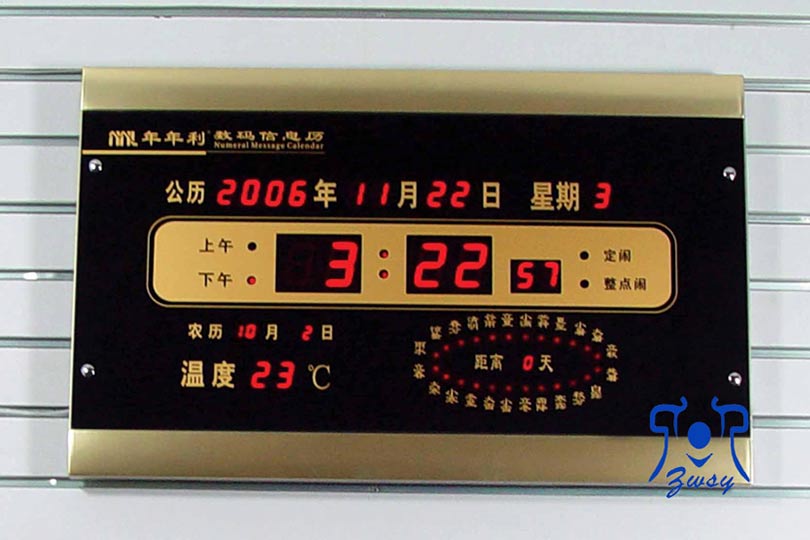 NNL 年年利 数码信息历
Numeral Message Calendar
公历 2006年 11月22日 星期 3
上午
下午
3:22 57
定闹
整点闹
农历 10月 2日
温度 23℃
距离 0天
Zwsy